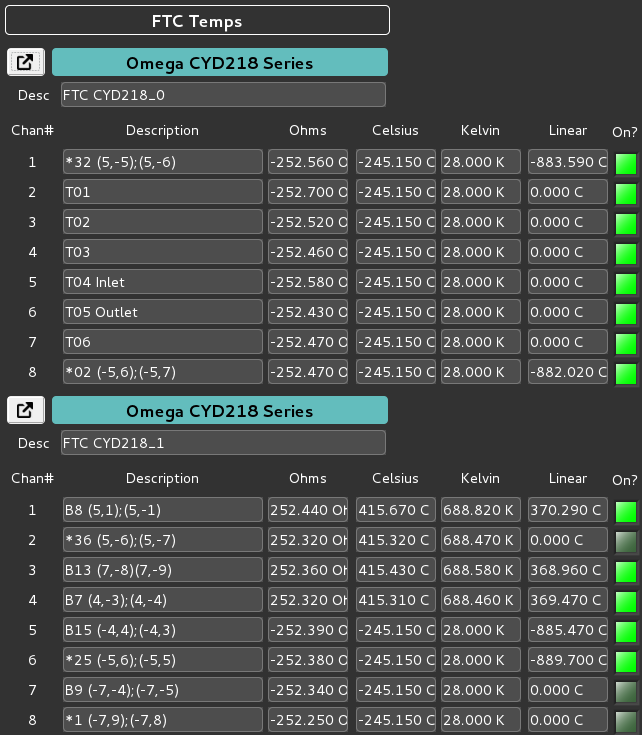 FTC Temps
Omega CYD218 Series
Desc FTC CYD218_0
Chan# Description Ohms Celsius Kelvin Linear On?
1 *32 (5,-5);(5,-6) -252.560 O -245.150 C 28.000 K -883.590 C
2 T01 -252.700 O -245.150 C 28.000 K 0.000 C
3 T02 -252.520 O -245.150 C 28.000 K 0.000 C
4 T03 -252.460 O -245.150 C 28.000 K 0.000 C
5 T04 Inlet -252.580 O -245.150 C 28.000 K 0.000 C
6 T05 Outlet -252.430 O -245.150 C 28.000 K 0.000 C
7 T06 -252.470 O -245.150 C 28.000 K 0.000 C
8 *02 (-5,6);(-5,7) -252.470 O -245.150 C 28.000 K -882.020 C
Omega CYD218 Series
Desc FTC CYD218_1
Chan# Description Ohms Celsius Kelvin Linear On?
1 B8 (5,1);(5,-1) 252.440 Oh 415.670 C 688.820 K 370.290 C
2 *36 (5,-6);(5,-7) 252.320 Oh 415.320 C 688.470 K 0.000 C
3 B13 (7,-8)(7,-9) 252.360 Oh 415.430 C 688.580 K 368.960 C
4 B7 (4,-3);(4,-4) 252.320 Oh 415.310 C 688.460 K 369.470 C
5 B15 (-4,4);(-4,3) -252.390 O -245.150 C 28.000 K -885.470 C
6 *25 (-5,6);(-5,5) -252.380 O -245.150 C 28.000 K -889.700 C
7 B9 (-7,-4);(-7,-5) -252.340 O -245.150 C 28.000 K 0.000 C
8 *1 (-7,9);(-7,8) -252.250 O -245.150 C 28.000 K 0.000 C